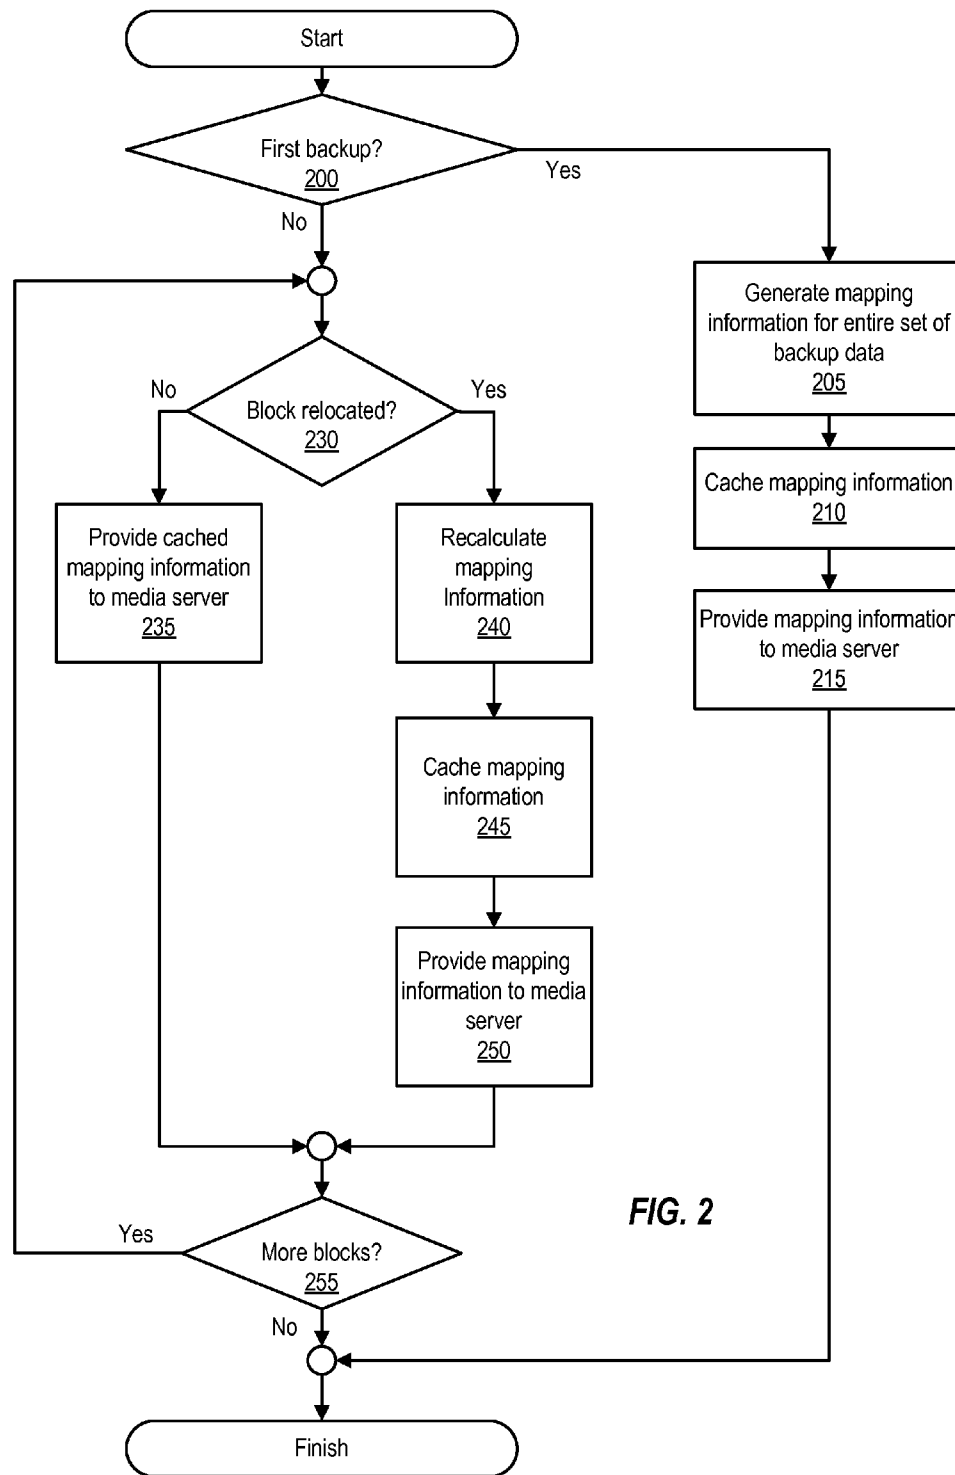 Start
First backup?
200
Yes
No
Generate mapping
information for entire set of
backup data
205
No
Yes
Block relocated?
230
Cache mapping information
210
Provide cached
mapping information
to media server
235
Recalculate
mapping
Information
240
Provide mapping information
to media server
215
Cache mapping
information
245
Provide mapping
information to media
server
250
FIG. 2
Yes
More blocks?
255
No
Finish